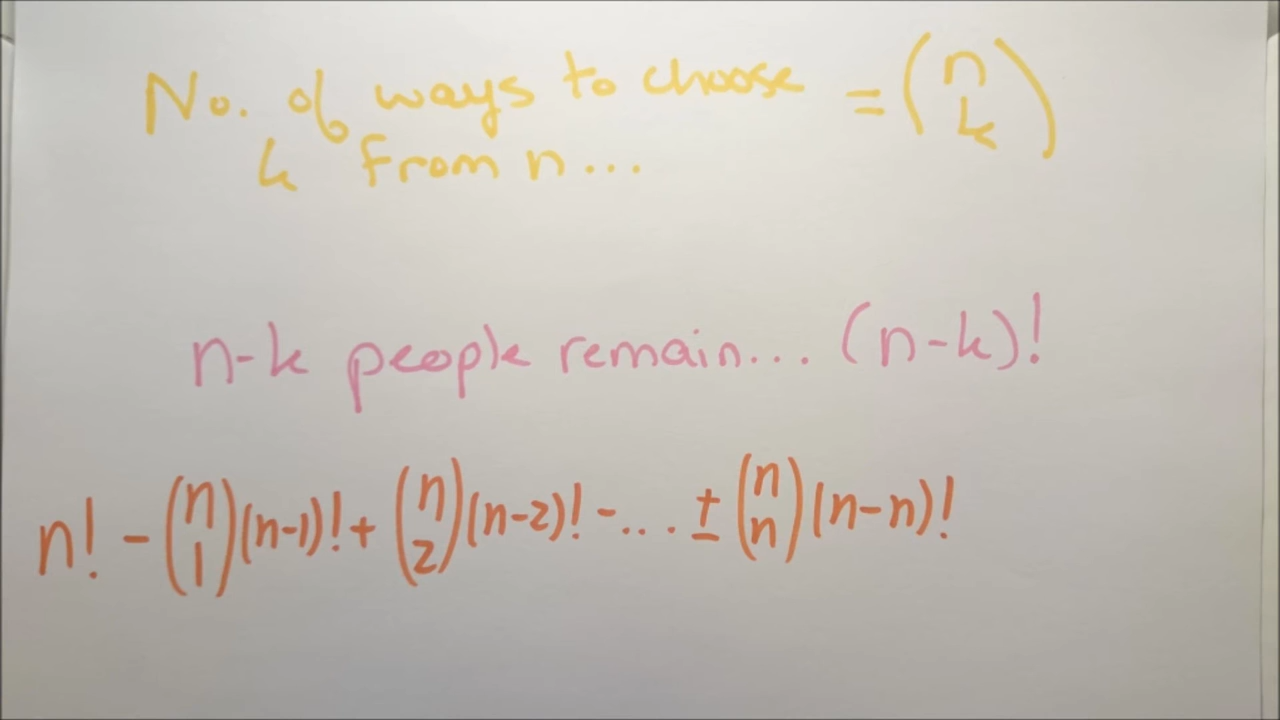 No. of ways to choose = (n k)
k from n...
n-k people remain... (n-k)!
n! - (n 1)(n-1)! + (n 2)(n-2)! - ... ± (n n)(n-n)!